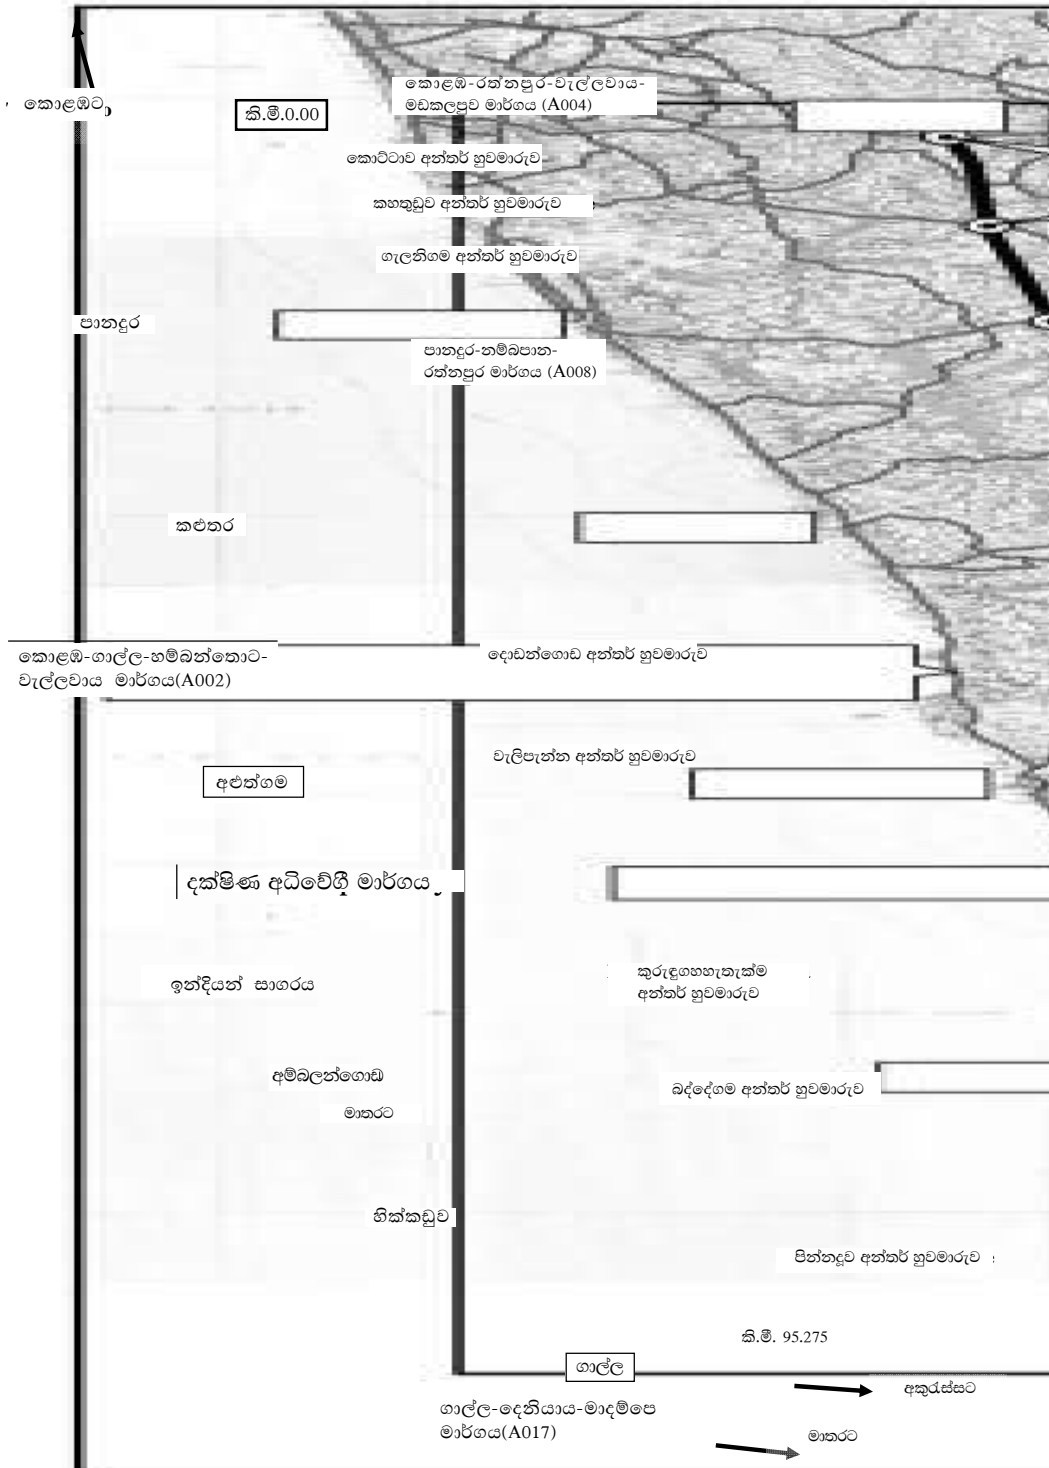 කොළඹ-රත්නපුර-වැල්ලවාය-
මඩකලපුව මාර්ගය (A004)
කොළඹට
කි.මී.0.00
කොට්ටාව අන්තර් හුවමාරුව
කහතුඩුව අන්තර් හුවමාරුව
ගැලනිගම අන්තර් හුවමාරුව
පානදුර
පානදුර-නම්බපාන-
රත්නපුර මාර්ගය (A008)
කළුතර
කොළඹ-ගාල්ල-හම්බන්තොට-
වැල්ලවාය මාර්ගය(A002)
දොඩන්ගොඩ අන්තර් හුවමාරුව
වැලිපැන්න අන්තර් හුවමාරුව
අළුත්ගම
දක්ෂිණ අධිවේගී මාර්ගය
ඉන්දියන් සාගරය
කුරුඳුගහහැතැක්ම
අන්තර් හුවමාරුව
අම්බලන්ගොඩ
බද්දේගම අන්තර් හුවමාරුව
මාතරට
හික්කඩුව
පින්නදූව අන්තර් හුවමාරුව
කි.මී. 95.275
ගාල්ල
අකුරැස්සට
ගාල්ල-දෙනියාය-මාදම්පෙ
මාර්ගය(A017)
මාතරට